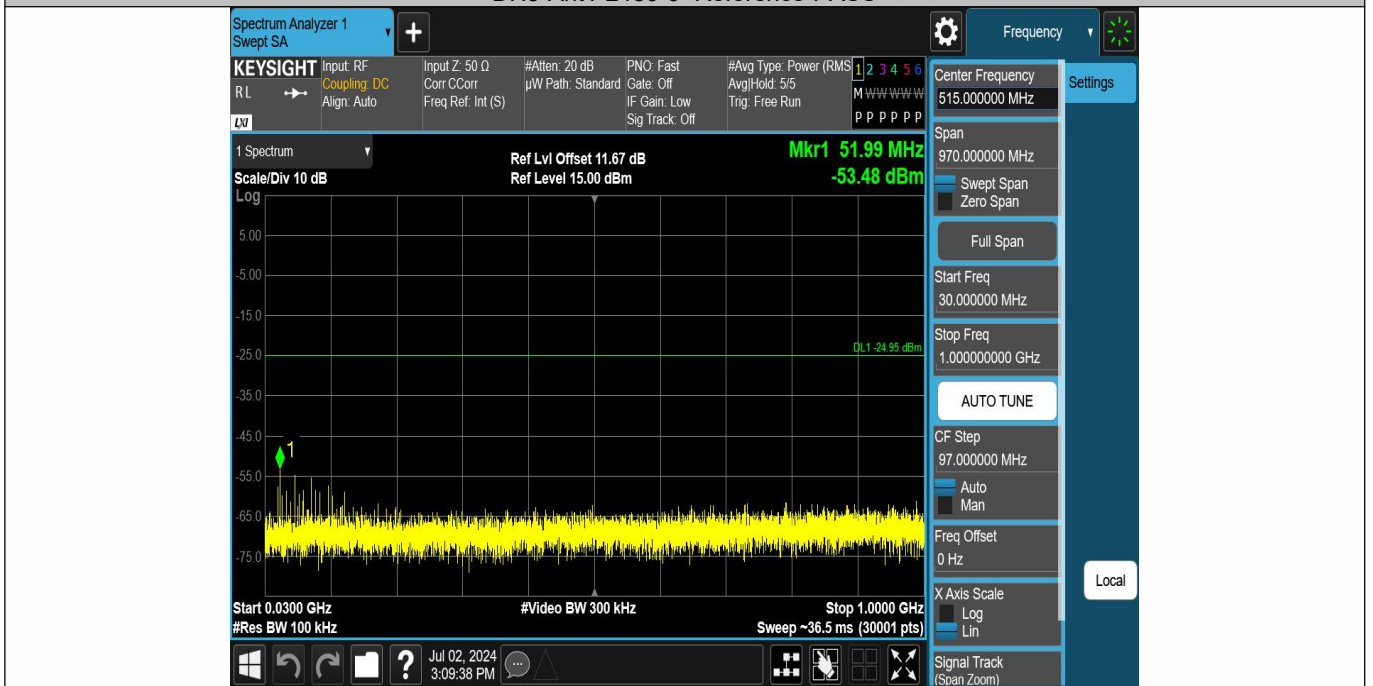 Spectrum Analyzer 1
Swept SA
+
Frequency
KEYSIGHT
RL
LXI
Input: RF
Coupling: DC
Align: Auto
Input Z: 50 Ω
Corr CCorr
Freq Ref: Int (S)
#Atten: 20 dB
µW Path: Standard
PNO: Fast
Gate: Off
IF Gain: Low
Sig Track: Off
#Avg Type: Power (RMS
Avg|Hold: 5/5
Trig: Free Run
1 2 3 4 5 6
M W W W W W
P P P P P P
1 Spectrum
Scale/Div 10 dB
Log
Ref Lvl Offset 11.67 dB
Ref Level 15.00 dBm
Mkr1 51.99 MHz
-53.48 dBm
5.00
-5.00
-15.0
-25.0
DL1 -24.95 dBm
-35.0
-45.0
1
-55.0
-65.0
-75.0
Start 0.0300 GHz
#Res BW 100 kHz
#Video BW 300 kHz
Stop 1.0000 GHz
Sweep ~36.5 ms (30001 pts)
Center Frequency
515.000000 MHz
Settings
Span
970.000000 MHz
Swept Span
Zero Span
Full Span
Start Freq
30.000000 MHz
Stop Freq
1.000000000 GHz
AUTO TUNE
CF Step
97.000000 MHz
Auto
Man
Freq Offset
0 Hz
X Axis Scale
Log
Lin
Signal Track
(Span Zoom)
Local
?
Jul 02, 2024
3:09:38 PM